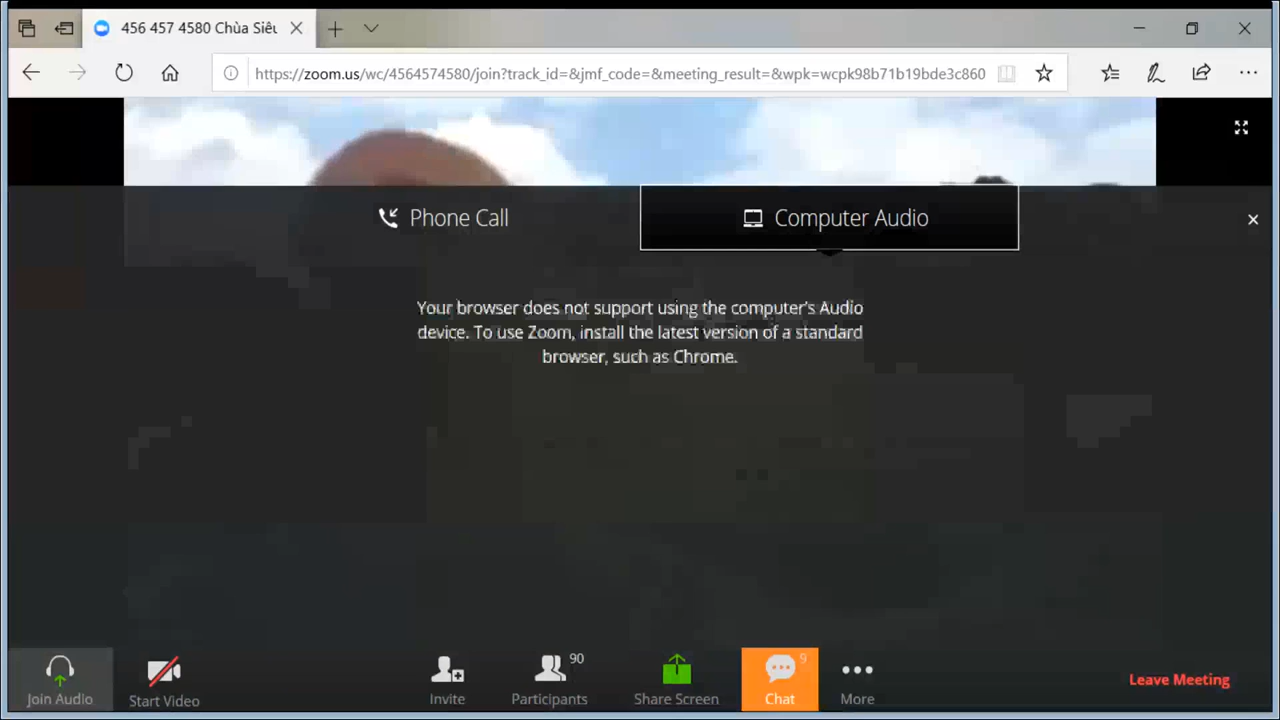 456 457 4580 Chùa Siêu
https://zoom.us/wc/4564574580/join?track_id=&jmf_code=&meeting_result=&wpk=wcpk98b71b19bde3c860
Phone Call
Computer Audio
Your browser does not support using the computer's Audio
device. To use Zoom, install the latest version of a standard
browser, such as Chrome.
90
9
Join Audio
Start Video
Invite
Participants
Share Screen
Chat
More
Leave Meeting